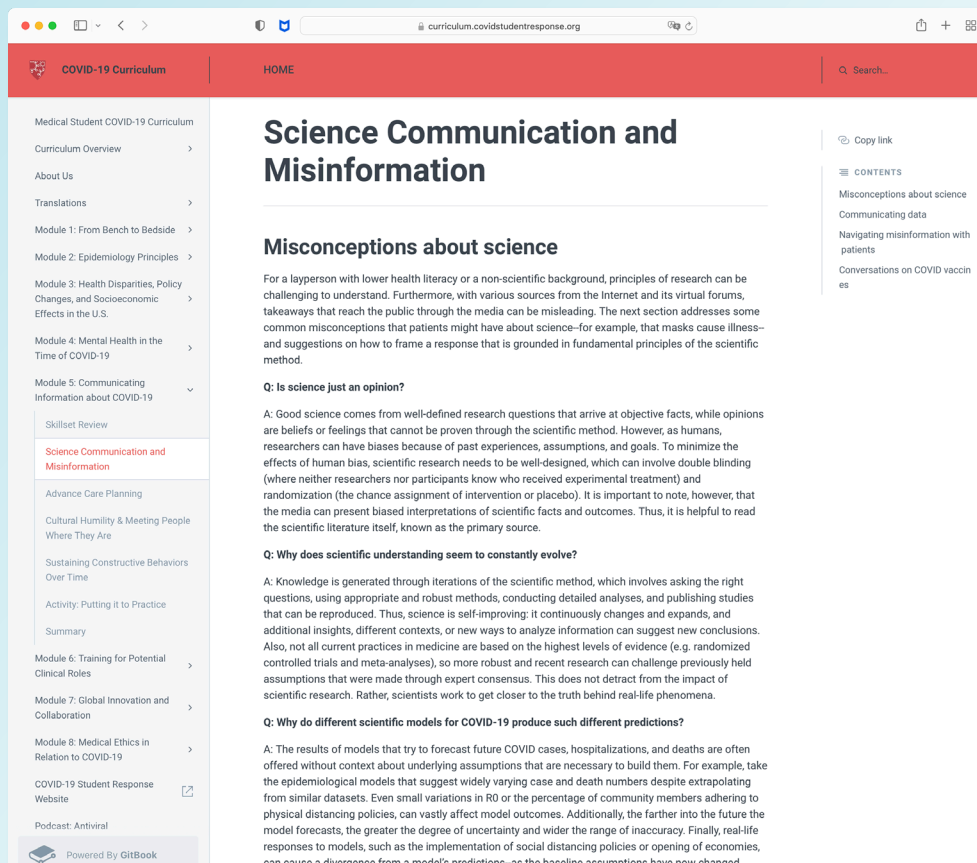 curriculum.covidstudentresponse.org
COVID-19 Curriculum
HOME
Search...
Medical Student COVID-19 Curriculum
Curriculum Overview
About Us
Translations
Module 1: From Bench to Bedside
Module 2: Epidemiology Principles
Module 3: Health Disparities, Policy
Changes, and Socioeconomic
Effects in the U.S.
Module 4: Mental Health in the
Time of COVID-19
Module 5: Communicating
Information about COVID-19
Skillset Review
Science Communication and
Misinformation
Advance Care Planning
Cultural Humility & Meeting People
Where They Are
Sustaining Constructive Behaviors
Over Time
Activity: Putting it to Practice
Summary
Module 6: Training for Potential
Clinical Roles
Module 7: Global Innovation and
Collaboration
Module 8: Medical Ethics in
Relation to COVID-19
COVID-19 Student Response
Website
Podcast: Antiviral
Powered By GitBook
Science Communication and
Misinformation
Misconceptions about science
For a layperson with lower health literacy or a non-scientific background, principles of research can be
challenging to understand. Furthermore, with various sources from the Internet and its virtual forums,
takeaways that reach the public through the media can be misleading. The next section addresses some
common misconceptions that patients might have about science–for example, that masks cause illness–
and suggestions on how to frame a response that is grounded in fundamental principles of the scientific
method.
Q: Is science just an opinion?
A: Good science comes from well-defined research questions that arrive at objective facts, while opinions
are beliefs or feelings that cannot be proven through the scientific method. However, as humans,
researchers can have biases because of past experiences, assumptions, and goals. To minimize the
effects of human bias, scientific research needs to be well-designed, which can involve double blinding
(where neither researchers nor participants know who received experimental treatment) and
randomization (the chance assignment of intervention or placebo). It is important to note, however, that
the media can present biased interpretations of scientific facts and outcomes. Thus, it is helpful to read
the scientific literature itself, known as the primary source.
Q: Why does scientific understanding seem to constantly evolve?
A: Knowledge is generated through iterations of the scientific method, which involves asking the right
questions, using appropriate and robust methods, conducting detailed analyses, and publishing studies
that can be reproduced. Thus, science is self-improving: it continuously changes and expands, and
additional insights, different contexts, or new ways to analyze information can suggest new conclusions.
Also, not all current practices in medicine are based on the highest levels of evidence (e.g. randomized
controlled trials and meta-analyses), so more robust and recent research can challenge previously held
assumptions that were made through expert consensus. This does not detract from the impact of
scientific research. Rather, scientists work to get closer to the truth behind real-life phenomena.
Q: Why do different scientific models for COVID-19 produce such different predictions?
A: The results of models that try to forecast future COVID cases, hospitalizations, and deaths are often
offered without context about underlying assumptions that are necessary to build them. For example, take
the epidemiological models that suggest widely varying case and death numbers despite extrapolating
from similar datasets. Even small variations in R0 or the percentage of community members adhering to
physical distancing policies, can vastly affect model outcomes. Additionally, the farther into the future the
model forecasts, the greater the degree of uncertainty and wider the range of inaccuracy. Finally, real-life
responses to models, such as the implementation of social distancing policies or opening of economies,
can cause a divergence from a model's predictions–as the baseline assumptions have now changed
Copy link
CONTENTS
Misconceptions about science
Communicating data
Navigating misinformation with
patients
Conversations on COVID vaccin
es